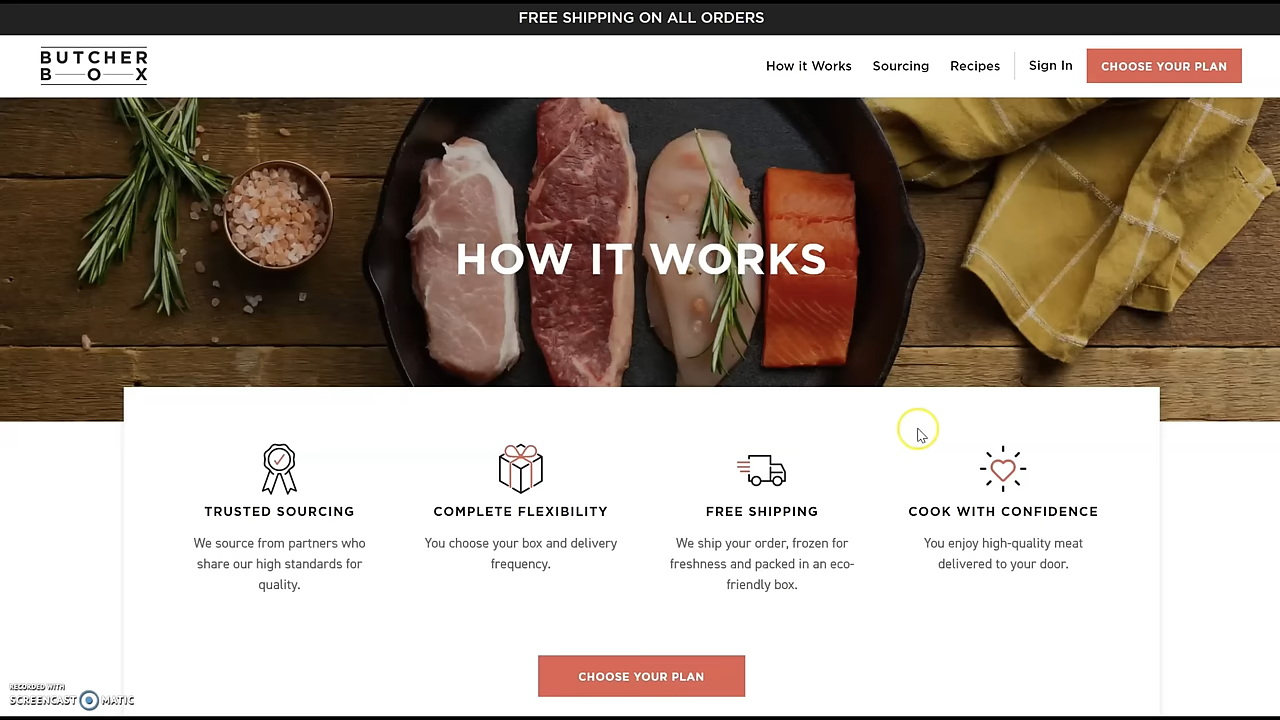 FREE SHIPPING ON ALL ORDERS
BUTCHER
BOX
How it Works
Sourcing
Recipes
Sign In
CHOOSE YOUR PLAN
HOW IT WORKS
TRUSTED SOURCING
We source from partners who
share our high standards for
quality.
COMPLETE FLEXIBILITY
You choose your box and delivery
frequency.
FREE SHIPPING
We ship your order, frozen for
freshness and packed in an eco-
friendly box.
COOK WITH CONFIDENCE
You enjoy high-quality meat
delivered to your door.
CHOOSE YOUR PLAN
RECORDED WITH
SCREENCAST MATIC